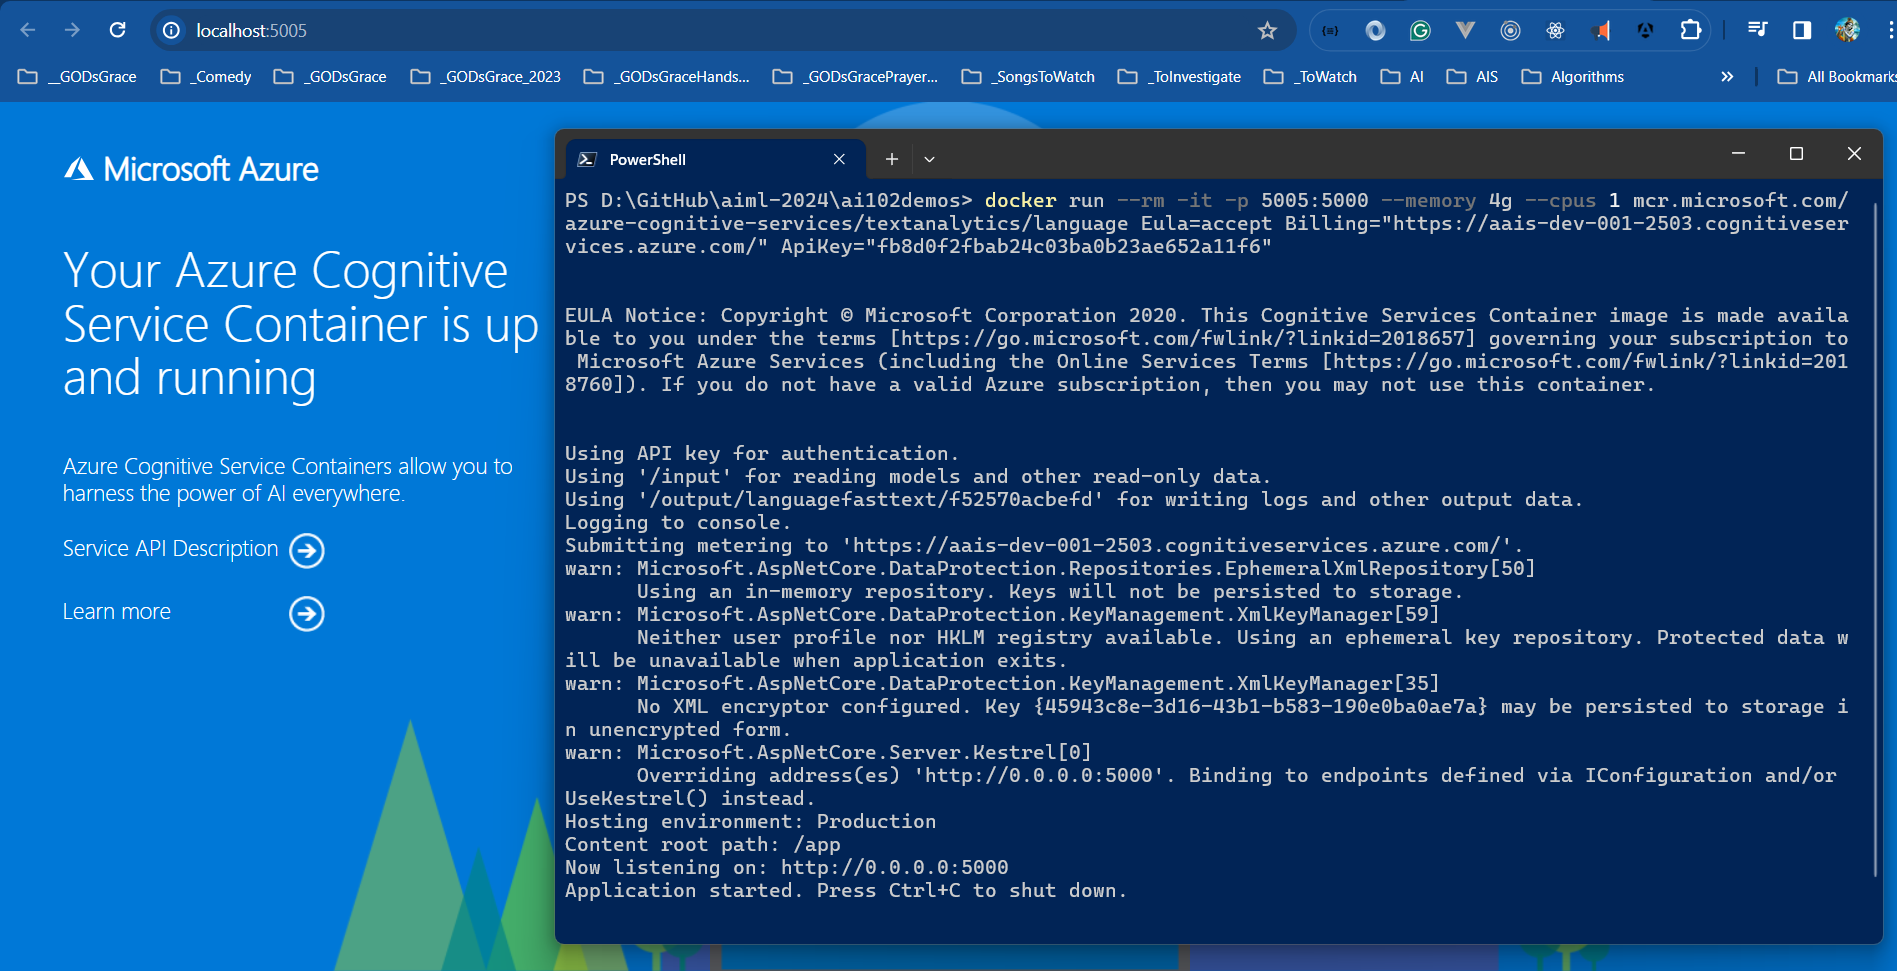 localhost:5005
__GODsGrace
_Comedy
_GODsGrace
_GODsGrace_2023
_GODsGraceHands...
_GODsGracePrayer...
_SongsToWatch
_ToInvestigate
_ToWatch
AI
AIS
Algorithms
»
All Bookmarks
Microsoft Azure
Your Azure Cognitive
Service Container is up
and running
Azure Cognitive Service Containers allow you to
harness the power of AI everywhere.
Service API Description
Learn more
PowerShell
PS D:\GitHub\aiml-2024\ai102demos> docker run --rm -it -p 5005:5000 --memory 4g --cpus 1 mcr.microsoft.com/
azure-cognitive-services/textanalytics/language Eula=accept Billing="https://aais-dev-001-2503.cognitiveser
vices.azure.com/" ApiKey="fb8d0f2fbab24c03ba0b23ae652a11f6"
EULA Notice: Copyright © Microsoft Corporation 2020. This Cognitive Services Container image is made availa
ble to you under the terms [https://go.microsoft.com/fwlink/?linkid=2018657] governing your subscription to
Microsoft Azure Services (including the Online Services Terms [https://go.microsoft.com/fwlink/?linkid=201
8760]). If you do not have a valid Azure subscription, then you may not use this container.
Using API key for authentication.
Using '/input' for reading models and other read-only data.
Using '/output/languagefasttext/f52570acbefd' for writing logs and other output data.
Logging to console.
Submitting metering to 'https://aais-dev-001-2503.cognitiveservices.azure.com/'.
warn: Microsoft.AspNetCore.DataProtection.Repositories.EphemeralXmlRepository[50]
Using an in-memory repository. Keys will not be persisted to storage.
warn: Microsoft.AspNetCore.DataProtection.KeyManagement.XmlKeyManager[59]
Neither user profile nor HKLM registry available. Using an ephemeral key repository. Protected data w
ill be unavailable when application exits.
warn: Microsoft.AspNetCore.DataProtection.KeyManagement.XmlKeyManager[35]
No XML encryptor configured. Key {45943c8e-3d16-43b1-b583-190e0ba0ae7a} may be persisted to storage i
n unencrypted form.
warn: Microsoft.AspNetCore.Server.Kestrel[0]
Overriding address(es) 'http://0.0.0.0:5000'. Binding to endpoints defined via IConfiguration and/or
UseKestrel() instead.
Hosting environment: Production
Content root path: /app
Now listening on: http://0.0.0.0:5000
Application started. Press Ctrl+C to shut down.